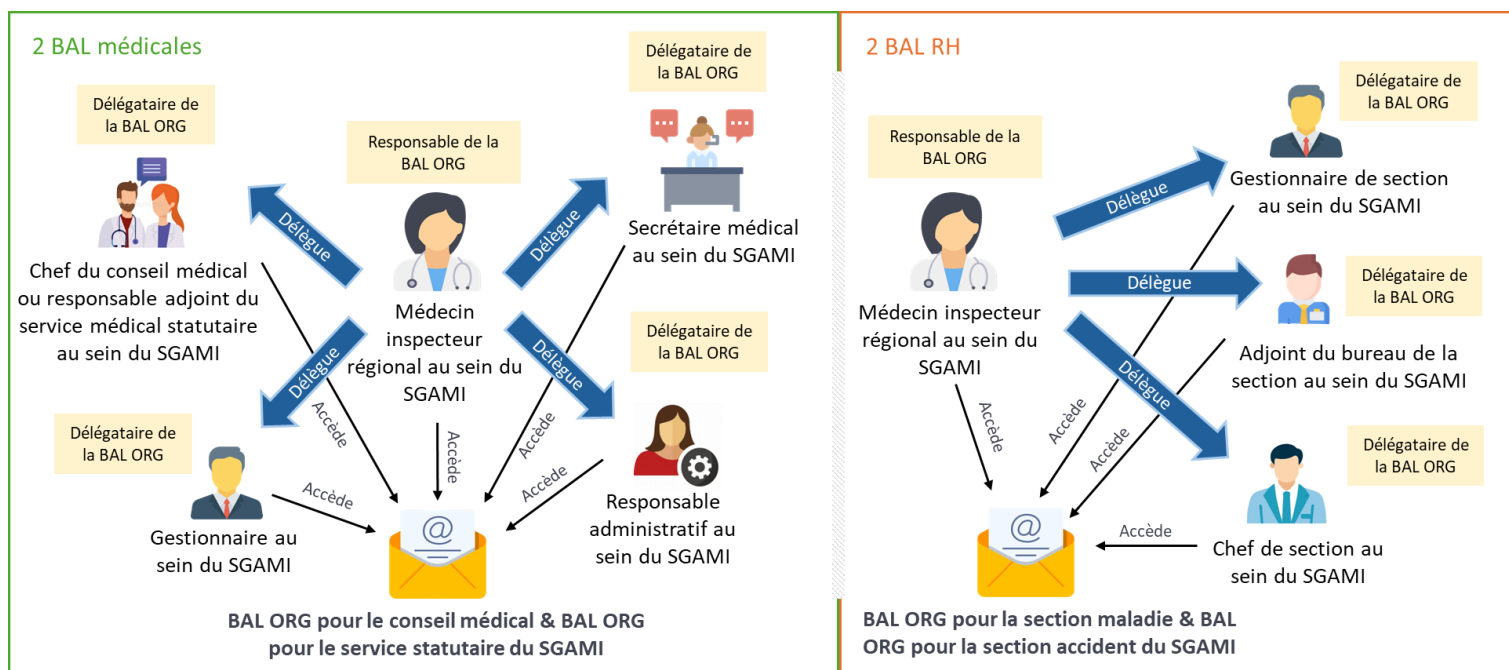 2 BAL médicales
Délégataire de
la BAL ORG
Chef du conseil médical
ou responsable adjoint du
service médical statutaire
au sein du SGAMI
Responsable de la
BAL ORG
Médecin
inspecteur
régional au sein du
SGAMI
Délégataire de
la BAL ORG
Secrétaire médical
au sein du SGAMI
Délègue
Délègue
Délègue
Délègue
Délégataire de
la BAL ORG
Gestionnaire au
sein du SGAMI
Délégataire de
la BAL ORG
Responsable
administratif au
sein du SGAMI
Accède
Accède
Accède
Accède
Accède
@
BAL ORG pour le conseil médical & BAL ORG
pour le service statutaire du SGAMI
2 BAL RH
Responsable de la
BAL ORG
Médecin inspecteur
régional au sein du
SGAMI
Délégataire de
la BAL ORG
Gestionnaire de section
au sein du SGAMI
Délègue
Délègue
Délègue
Délégataire de
la BAL ORG
Adjoint du bureau de la
section au sein du SGAMI
Délégataire de
la BAL ORG
Chef de section au
sein du SGAMI
Accède
Accède
Accède
Accède
@
BAL ORG pour la section maladie & BAL
ORG pour la section accident du SGAMI